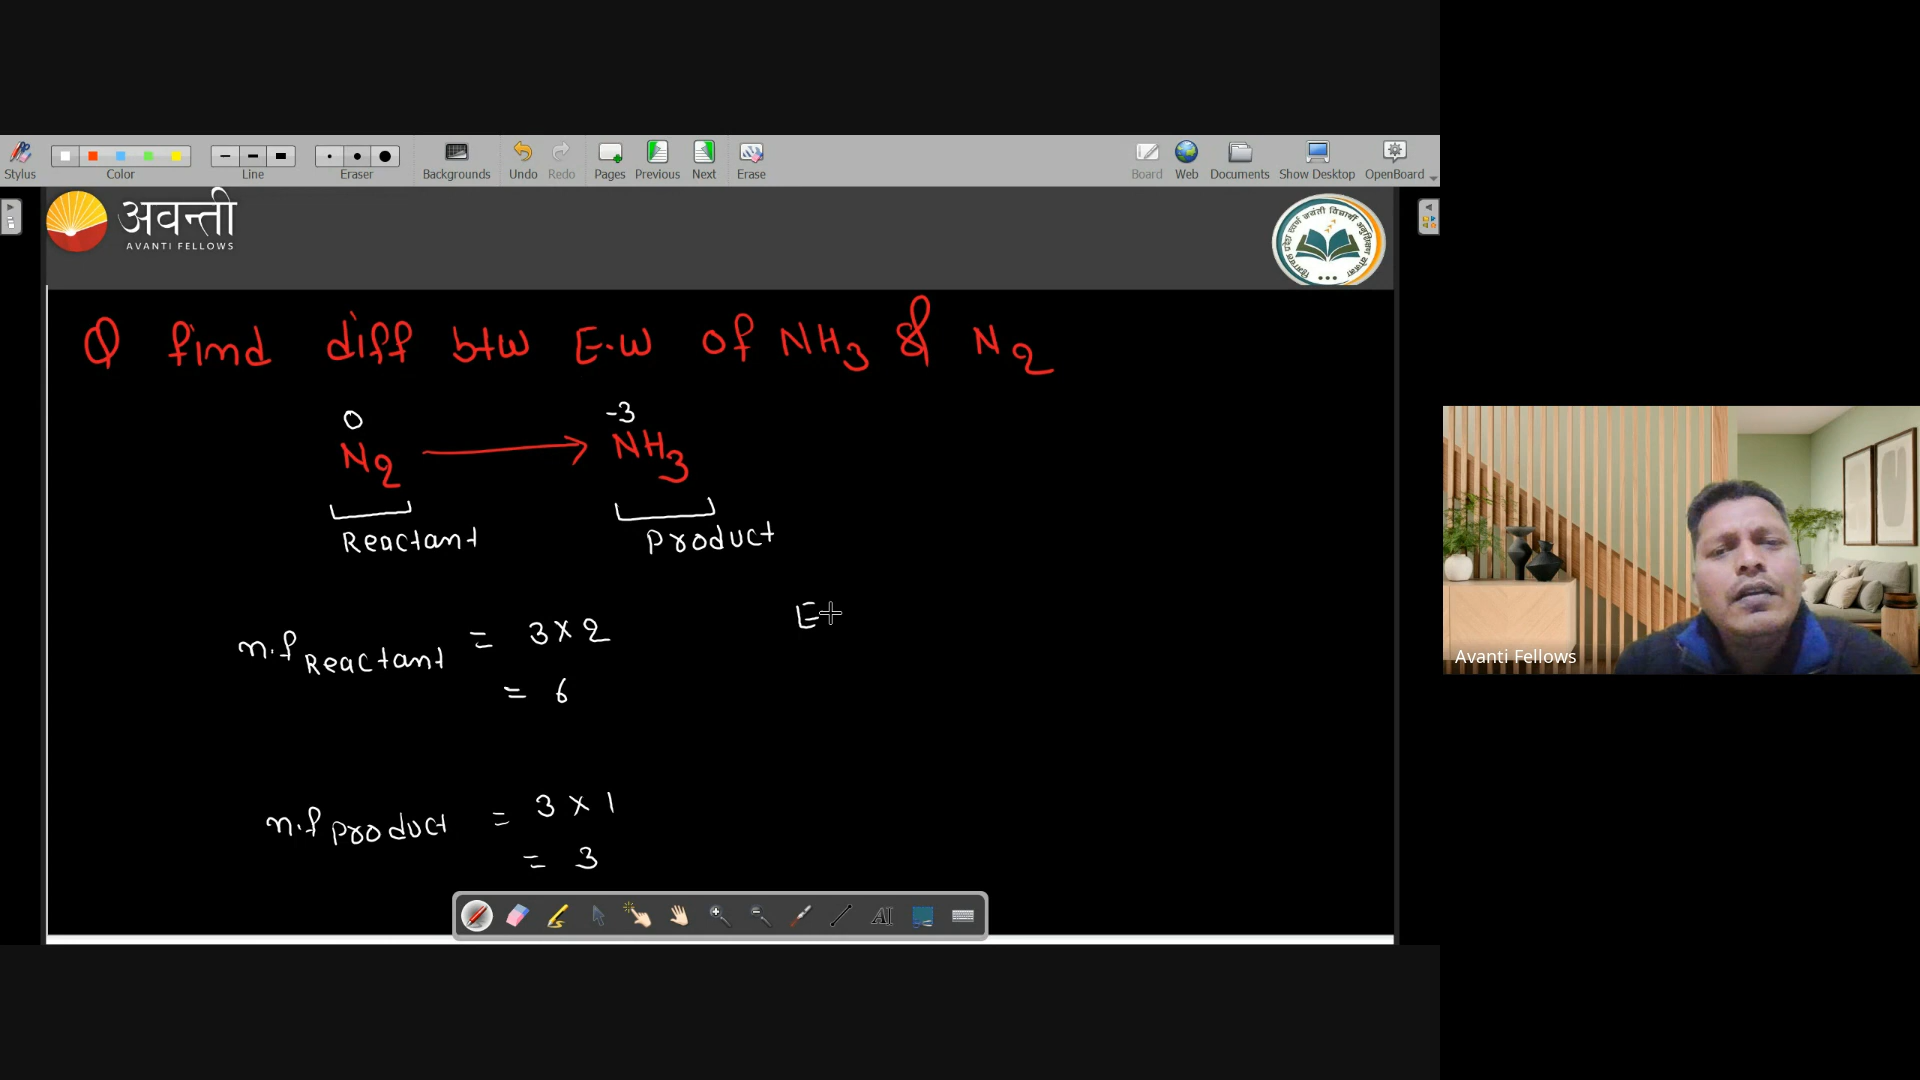 Stylus
Color
Line
Eraser
Backgrounds
Undo
Redo
Pages
Previous
Next
Erase
Board
Web
Documents
Show Desktop
OpenBoard
अवन्ती
AVANTI FELLOWS
Q find diff btw E.W of NH3 & N2
0 -3
N2 → NH3
Reactant Product
n.f Reactant = 3 × 2
= 6
E
n.f product = 3 × 1
= 3
Avanti Fellows